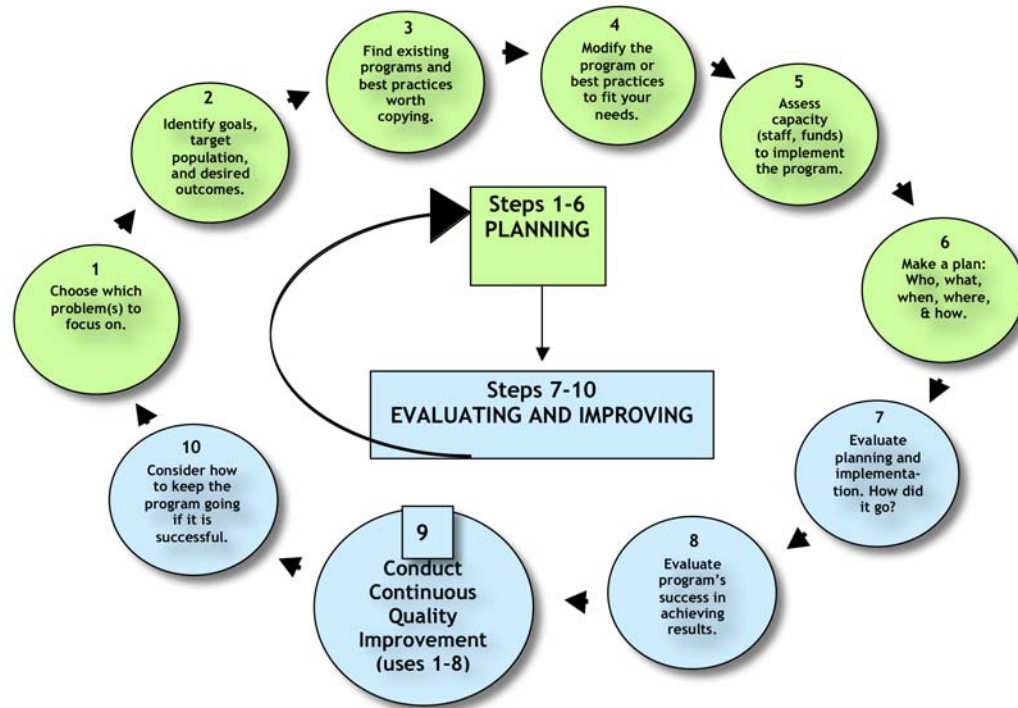 1
Choose which
problem(s) to
focus on.
2
Identify goals,
target
population,
and desired
outcomes.
3
Find existing
programs and
best practices
worth
copying.
4
Modify the
program or
best practices
to fit your
needs.
5
Assess
capacity
(staff, funds)
to implement
the program.
6
Make a plan:
Who, what,
when, where,
& how.
7
Evaluate
planning and
implementa-
tion. How did
it go?
8
Evaluate
program's
success in
achieving
results.
9
Conduct
Continuous
Quality
Improvement
(uses 1-8)
10
Consider how
to keep the
program going
if it is
successful.
Steps 1-6
PLANNING
Steps 7-10
EVALUATING AND IMPROVING